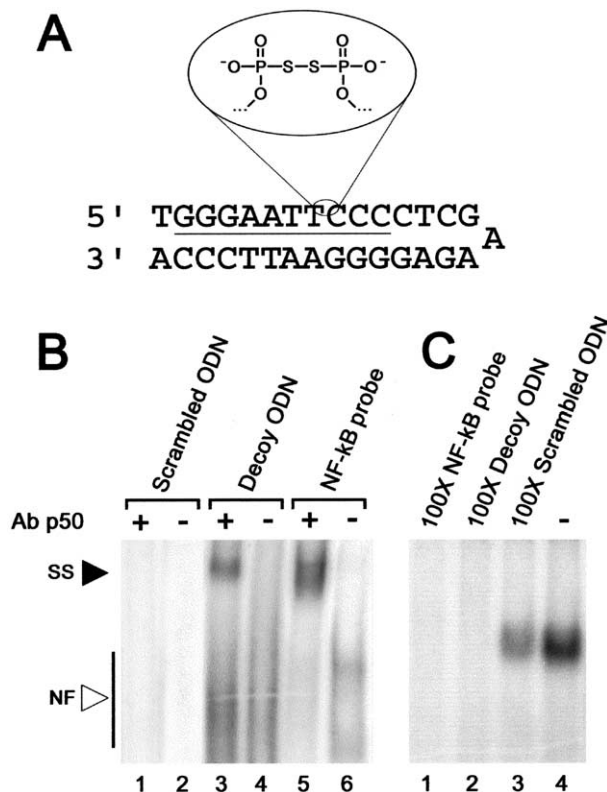 A
O O
⁻O–P–S–S–P–O⁻
O O
... ...
5' TGGGAATTCCCCTCG
A
3' ACCCTTAAGGGGAGA
B
Scrambled ODN
Decoy ODN
NF-kB probe
Ab p50 + - + - + -
SS
NF
1 2 3 4 5 6
C
100X NF-kB probe
100X Decoy ODN
100X Scrambled ODN
-
1 2 3 4